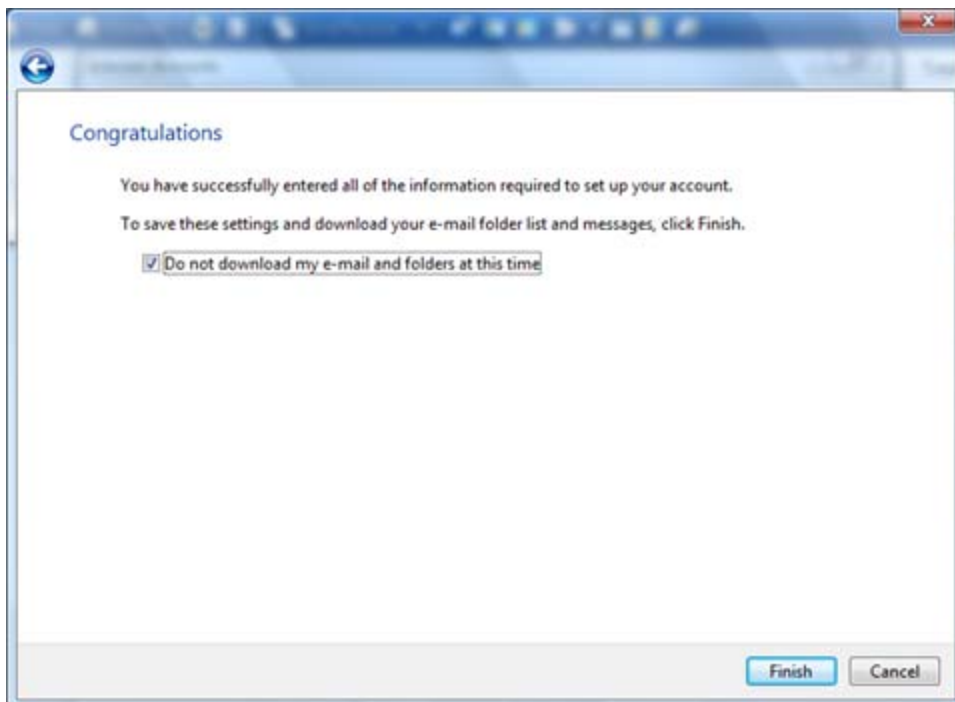 Congratulations
You have successfully entered all of the information required to set up your account.
To save these settings and download your e-mail folder list and messages, click Finish.
Do not download my e-mail and folders at this time
Finish Cancel